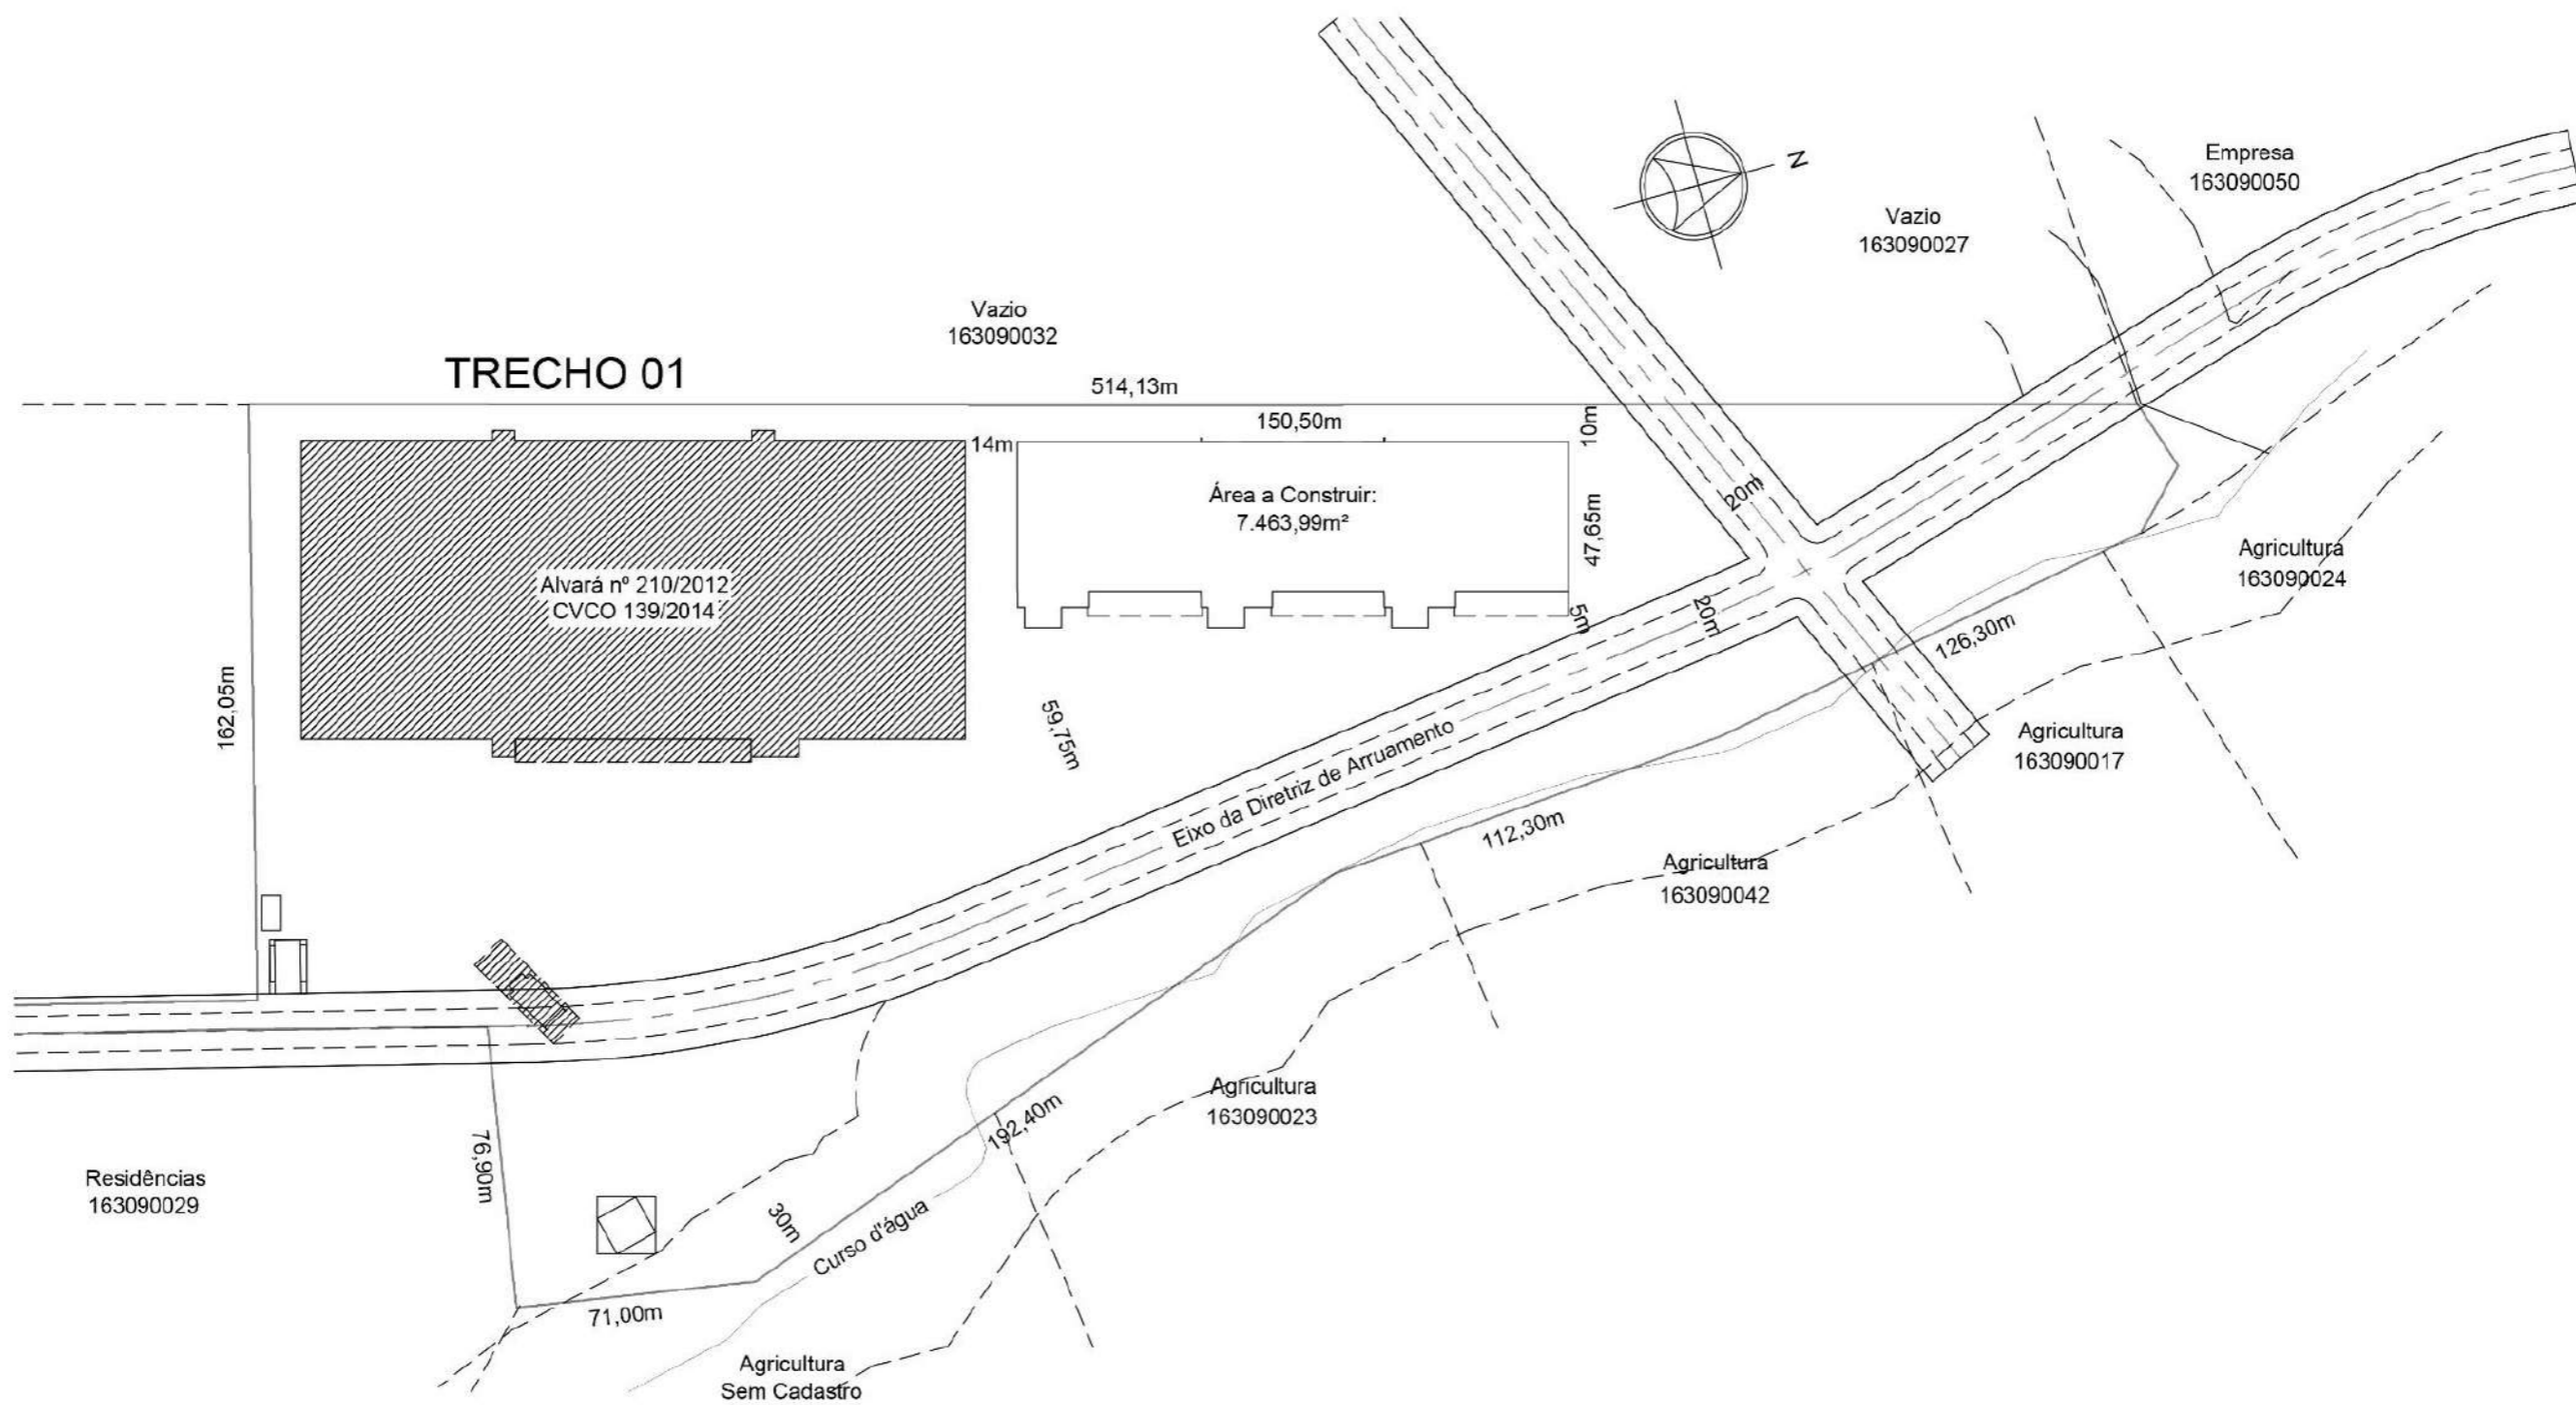 N
Empresa
163090050
Vazio
163090027
Vazio
163090032
TRECHO 01
514,13m
150,50m
10m
14m
Área a Construir:
7.463,99m²
47,65m
20m
Agricultura
163090024
Alvará nº 210/2012
CVCO 139/2014
5m
20m
126,30m
162,05m
59,75m
Agricultura
163090017
Eixo da Diretriz de Arruamento
112,30m
Agricultura
163090042
Agricultura
163090023
192,40m
76,90m
Residências
163090029
30m
Curso d'água
71,00m
Agricultura
Sem Cadastro